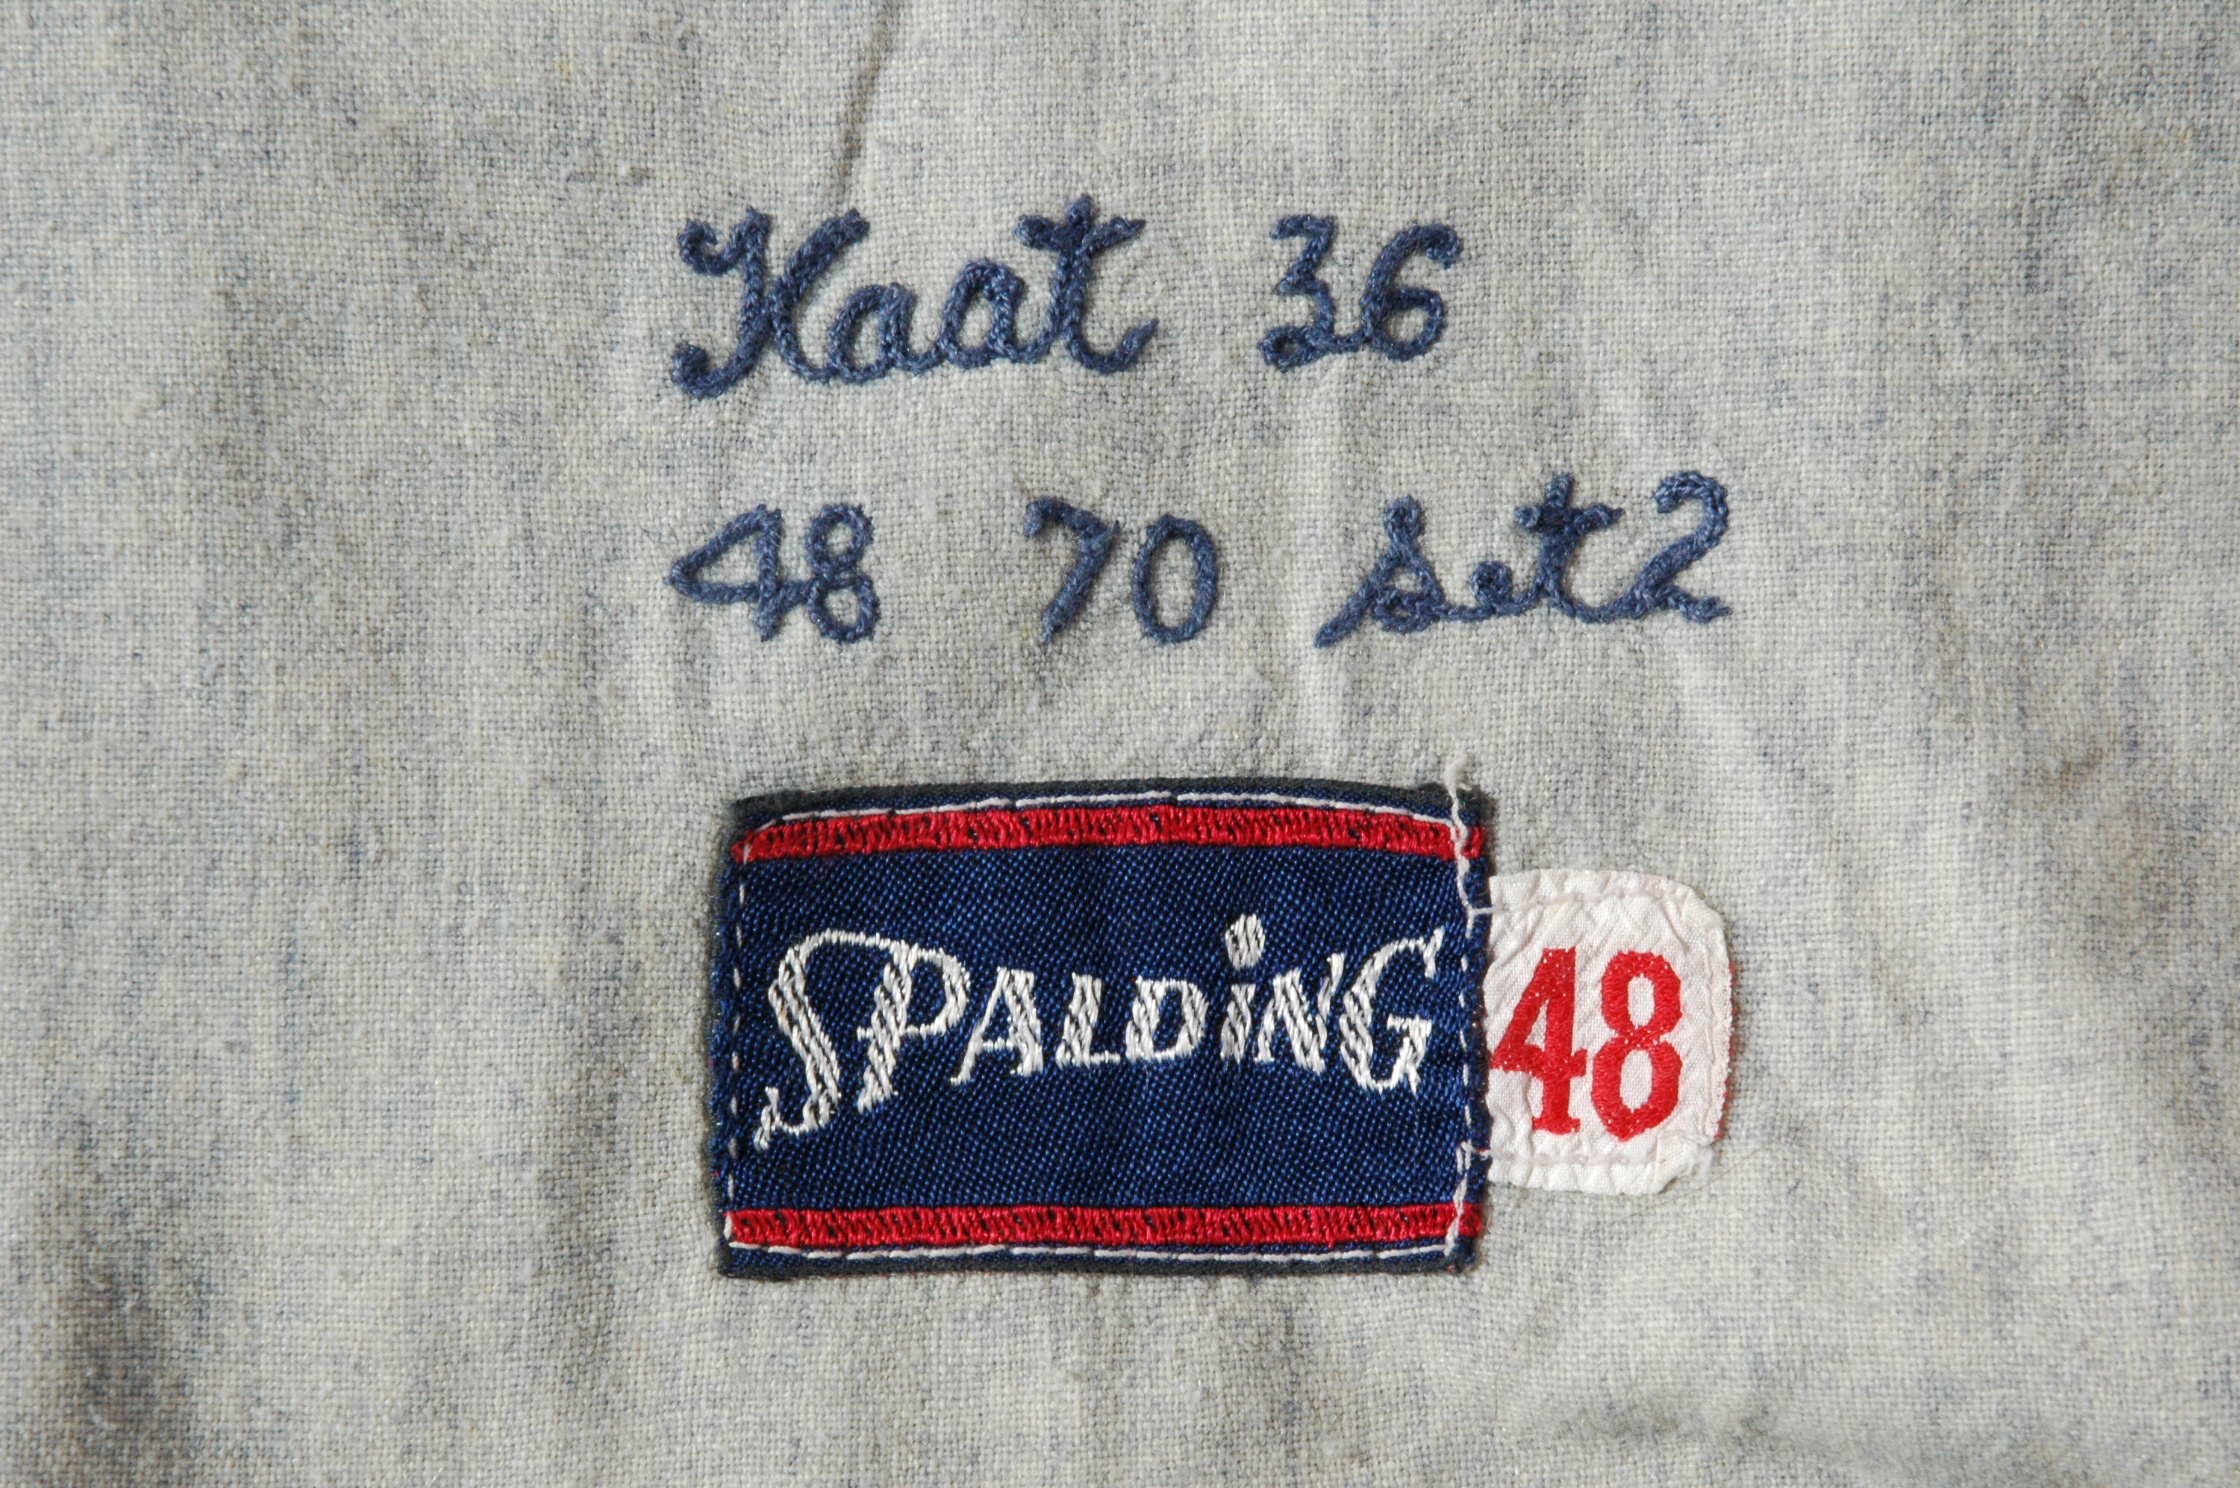 Kaat 36
48 70 Set 2
SPALDiNG
48